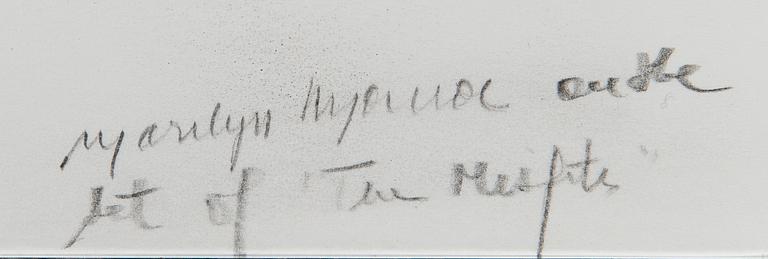 Marilyn Monroe on the
set of "The Misfits"